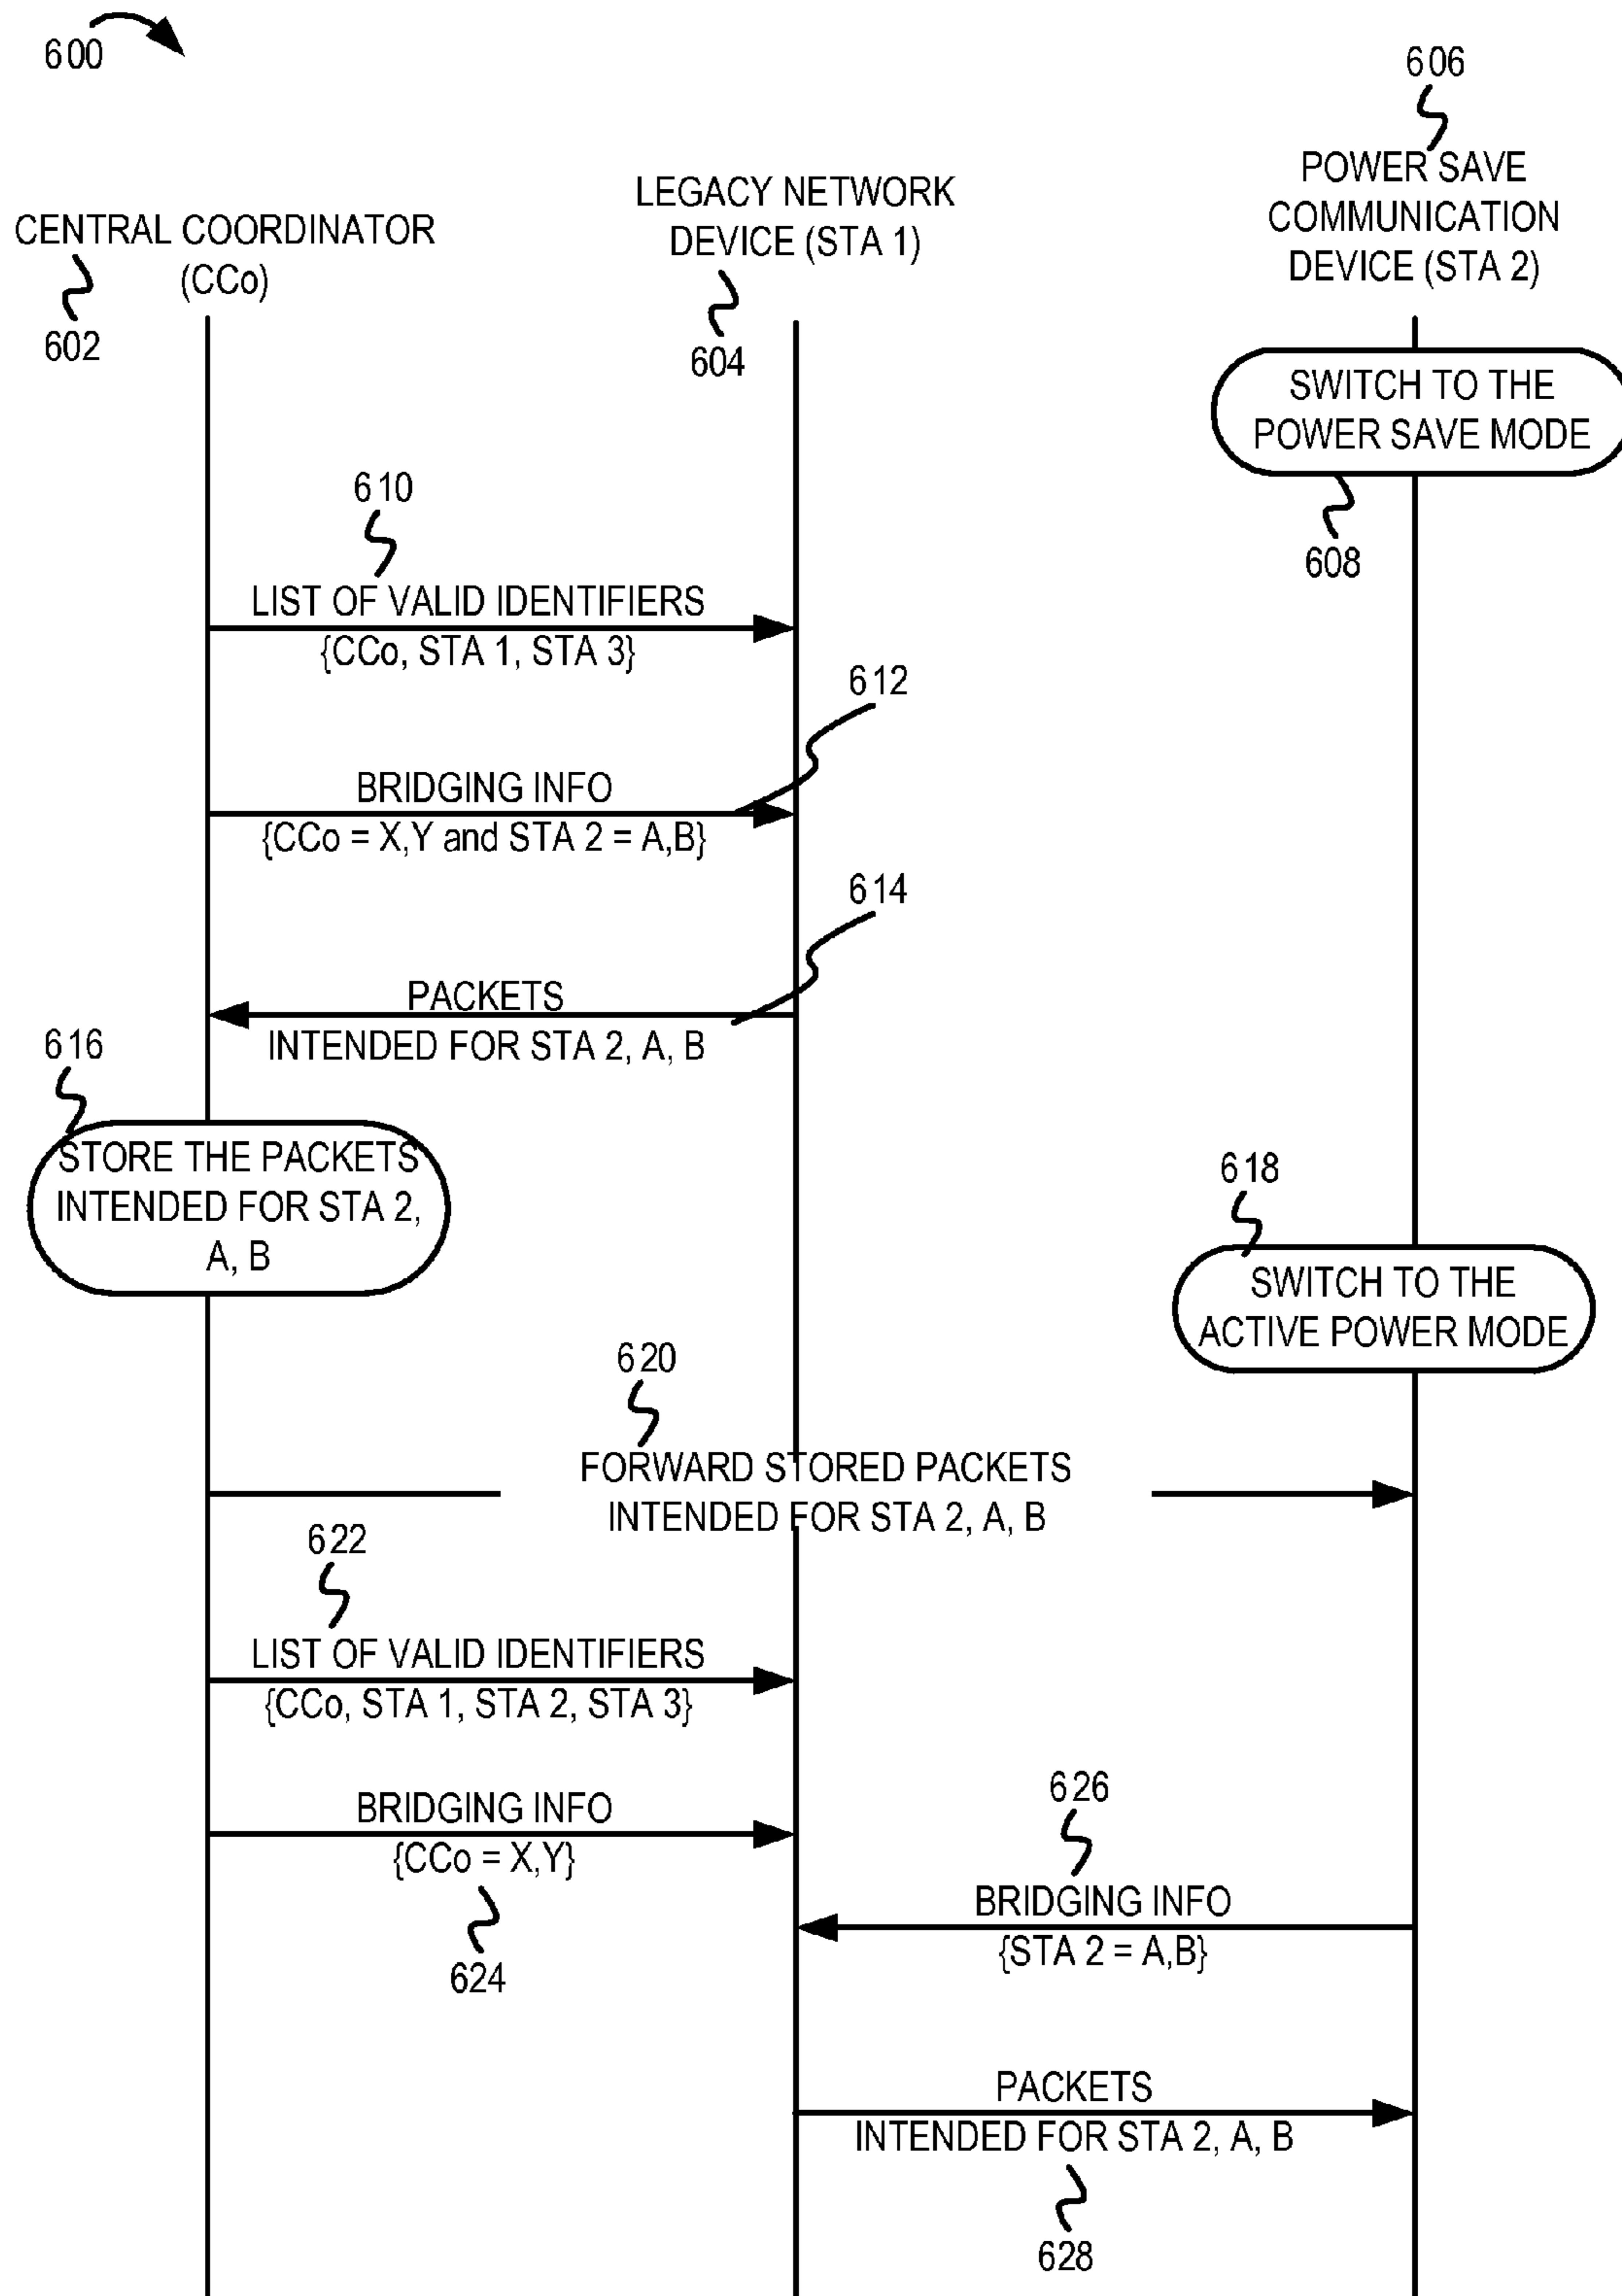 600
606
POWER SAVE
COMMUNICATION
DEVICE (STA 2)
LEGACY NETWORK
DEVICE (STA 1)
604
CENTRAL COORDINATOR
(CCo)
602
SWITCH TO THE
POWER SAVE MODE
608
610
LIST OF VALID IDENTIFIERS
{CCo, STA 1, STA 3}
612
BRIDGING INFO
{CCo = X,Y and STA 2 = A,B}
614
PACKETS
INTENDED FOR STA 2, A, B
616
STORE THE PACKETS
INTENDED FOR STA 2,
A, B
618
SWITCH TO THE
ACTIVE POWER MODE
620
FORWARD STORED PACKETS
INTENDED FOR STA 2, A, B
622
LIST OF VALID IDENTIFIERS
{CCo, STA 1, STA 2, STA 3}
BRIDGING INFO
{CCo = X,Y}
624
626
BRIDGING INFO
{STA 2 = A,B}
PACKETS
INTENDED FOR STA 2, A, B
628